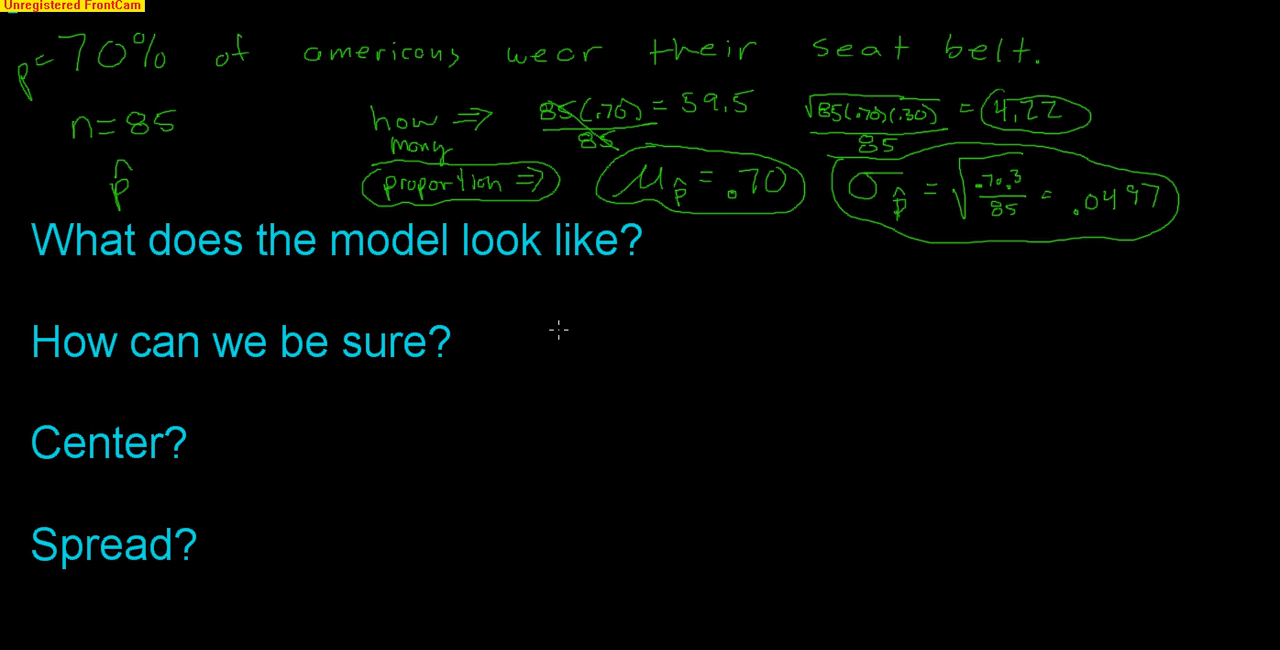 Unregistered FrontCam
p=70% of americans wear their seat belt.
n=85
how many ⇒ 85(.70)/85 = 59.5 √85(.70)(.30)/85 = 4.22
p̂
proportion ⇒ μp̂ = .70 σp̂ = √.70.3/85 = .0497
What does the model look like?
How can we be sure?
Center?
Spread?